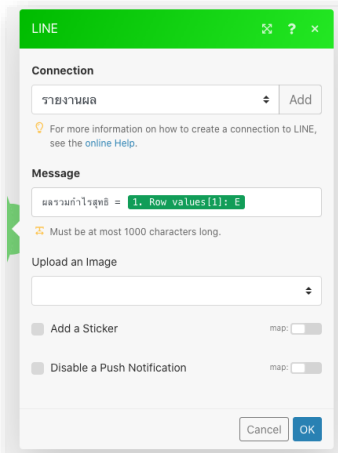 LINE ? ×
Connection
รายงานผล Add
For more information on how to create a connection to LINE,
see the online Help.
Message
ผลรวมกำไรสุทธิ = 1. Row values[1]: E
Must be at most 1000 characters long.
Upload an Image
Add a Sticker map:
Disable a Push Notification map:
Cancel OK